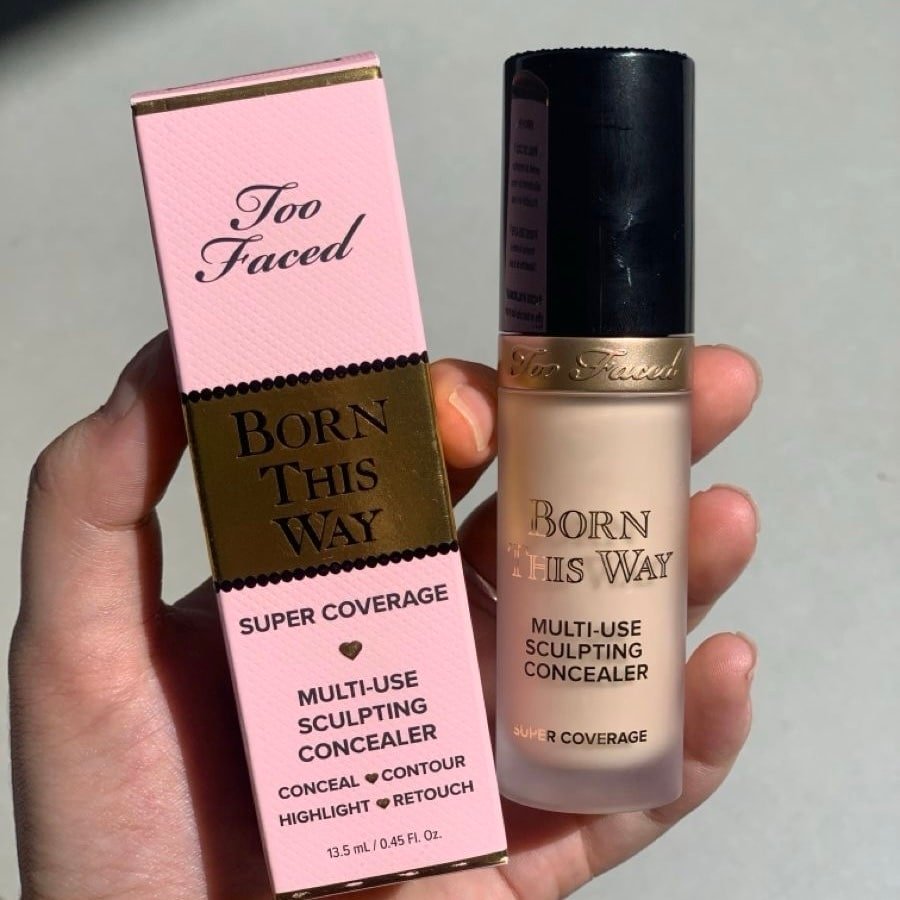 Too
Faced
BORN
THIS
WAY
SUPER COVERAGE
MULTI-USE
SCULPTING
CONCEALER
CONCEAL CONTOUR
HIGHLIGHT RETOUCH
13.5 mL / 0.45 Fl. Oz.
Too Faced
BORN
THIS WAY
MULTI-USE
SCULPTING
CONCEALER
SUPER COVERAGE